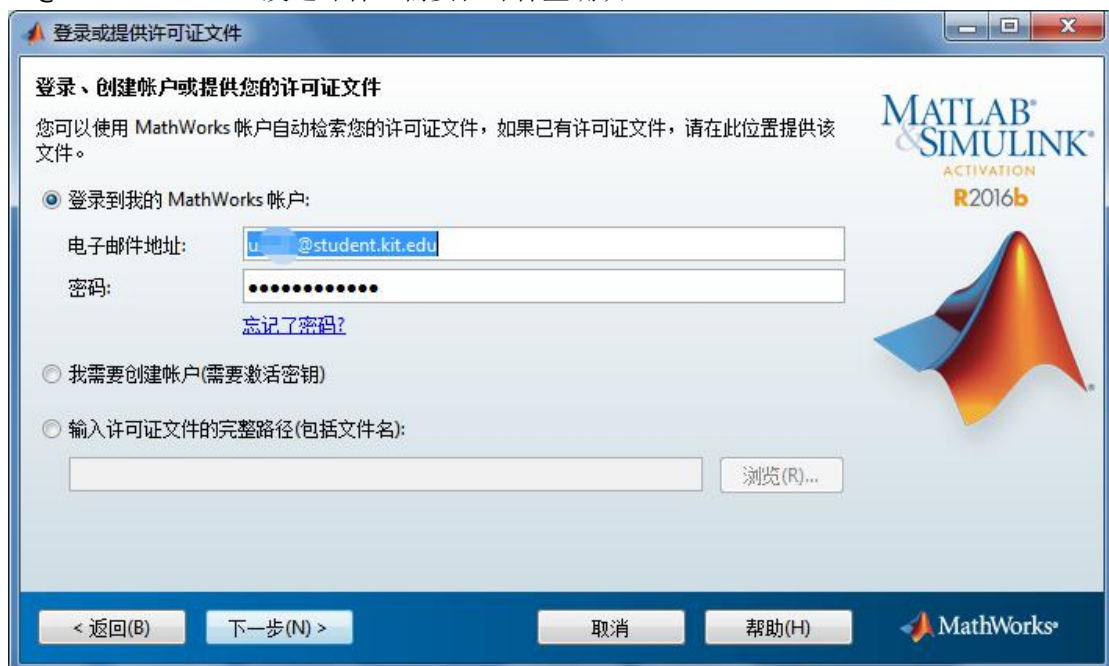 登录或提供许可证文件
登录、创建帐户或提供您的许可证文件
您可以使用 MathWorks 帐户自动检索您的许可证文件，如果已有许可证文件，请在此位置提供该
文件。
登录到我的 MathWorks 帐户:
电子邮件地址:
u @student.kit.edu
密码:
●●●●●●●●●●●●
忘记了密码?
我需要创建帐户(需要激活密钥)
输入许可证文件的完整路径(包括文件名):
浏览(R)...
MATLAB®
&SIMULINK®
ACTIVATION
R2016b
< 返回(B)
下一步(N) >
取消
帮助(H)
MathWorks®